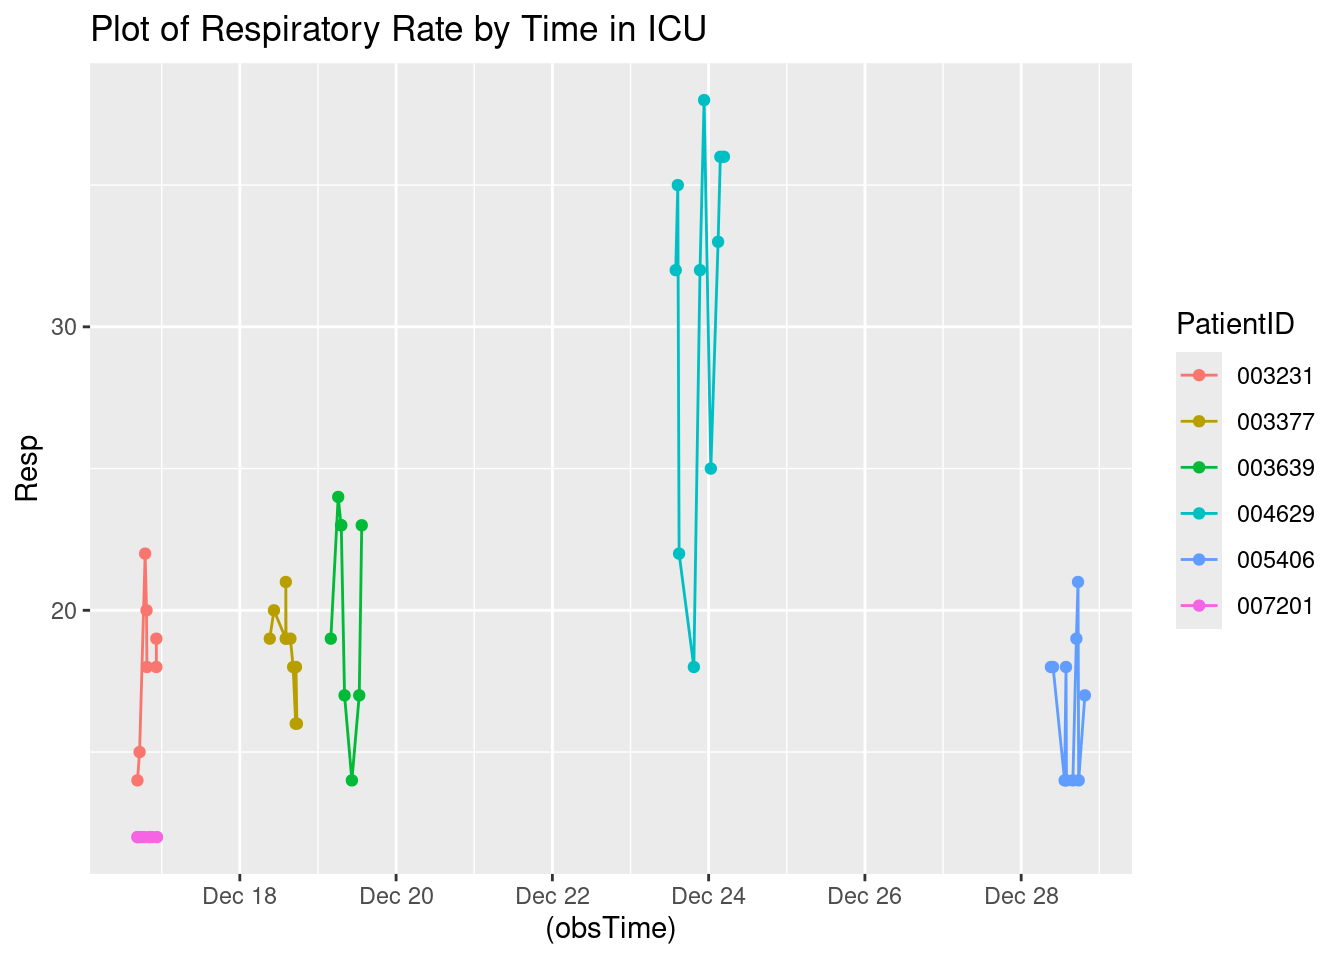 Plot of Respiratory Rate by Time in ICU
Resp
30
20
Dec 18
Dec 20
Dec 22
Dec 24
Dec 26
Dec 28
(obsTime)
PatientID
003231
003377
003639
004629
005406
007201